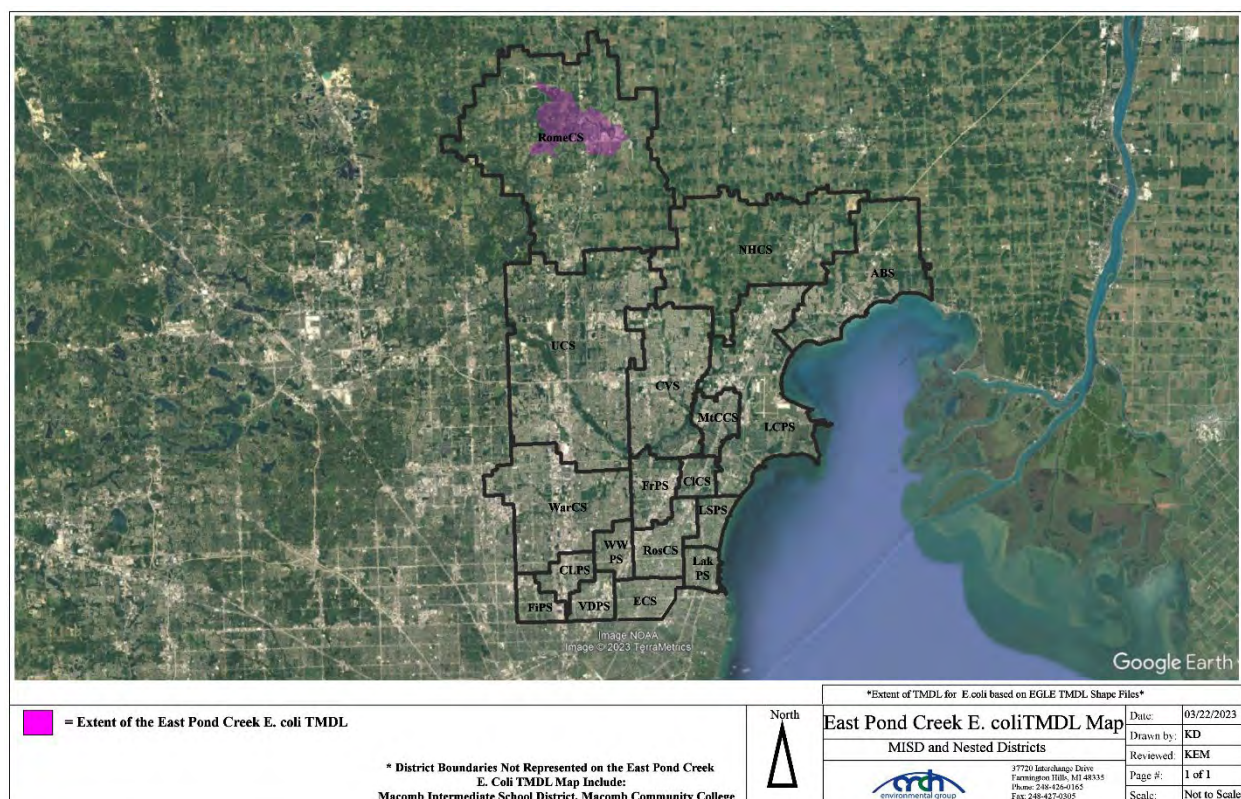 RomeCS
NHCS
ABS
UCS
CVS
MtCCS
LCPS
FrPS
ClCS
WarCS
LSPS
WW
PS
RosCS
Lak
PS
CLPS
FiPS
VDPS
ECS
Image NOAA
Image © 2023 TerraMetrics
Google Earth
*Extent of TMDL for E.coli based on EGLE TMDL Shape Files*
= Extent of the East Pond Creek E. coli TMDL
* District Boundaries Not Represented on the East Pond Creek
E. Coli TMDL Map Include:
Macomb Intermediate School District, Macomb Community College
North
East Pond Creek E. coliTMDL Map
MISD and Nested Districts
environmental group
37720 Interchange Drive
Farmington Hills, MI 48335
Phone: 248-426-0165
Fax: 248-427-0305
Date: 03/22/2023
Drawn by: KD
Reviewed: KEM
Page #: 1 of 1
Scale: Not to Scale